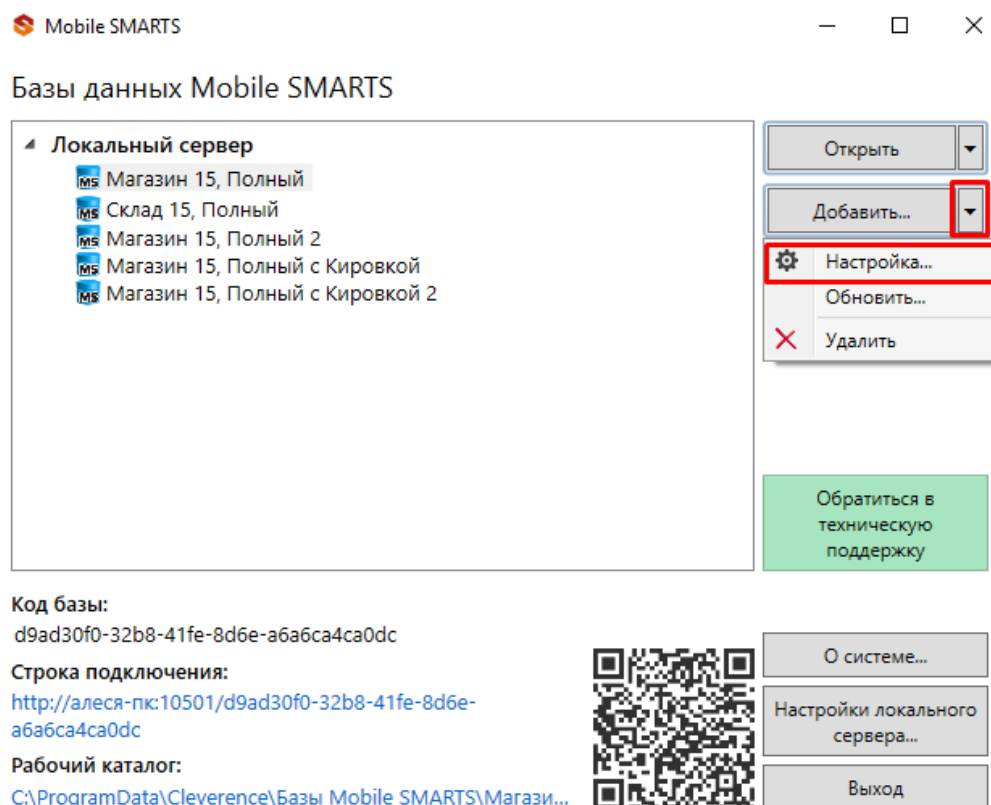 Mobile SMARTS
Базы данных Mobile SMARTS
Локальный сервер
Магазин 15, Полный
Склад 15, Полный
Магазин 15, Полный 2
Магазин 15, Полный с Кировкой
Магазин 15, Полный с Кировкой 2
Открыть
Добавить...
Настройка...
Обновить...
Удалить
Обратиться в
техническую
поддержку
Код базы:
d9ad30f0-32b8-41fe-8d6e-a6a6ca4ca0dc
Строка подключения:
http://алеся-пк:10501/d9ad30f0-32b8-41fe-8d6e-
a6a6ca4ca0dc
Рабочий каталог:
C:\ProgramData\Cleverence\Базы Mobile SMARTS\Магази...
О системе...
Настройки локального
сервера...
Выход